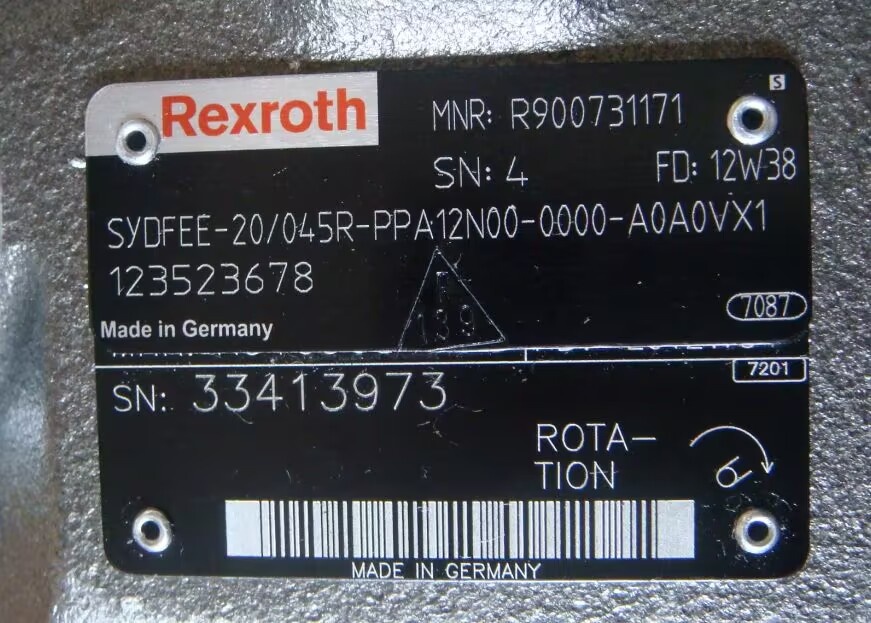 Rexroth
MNR: R900731171
S
SN: 4
FD: 12W38
SYDFEE-20/045R-PPA12N00-0000-A0A0VX1
123523678
139
Made in Germany
7087
7201
SN: 33413973
ROTA-
TION
MADE IN GERMANY